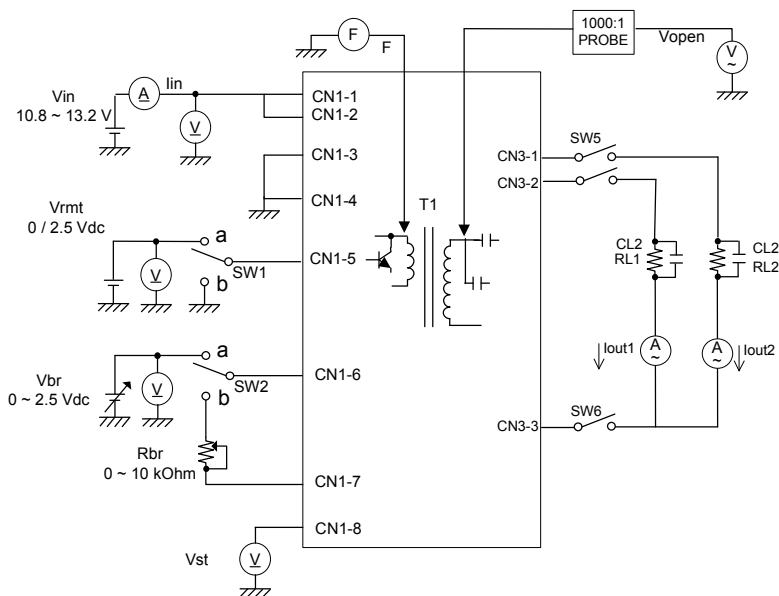 1000:1
PROBE
Vopen
V
~
F
F
Vin
10.8 ~ 13.2 V
A
Iin
V
CN1-1
CN1-2
CN1-3
CN1-4
Vrmt
0 / 2.5 Vdc
V
a
b
SW1
CN1-5
T1
CN3-1
CN3-2
SW5
CL2
RL1
CL2
RL2
Iout1
A
~
A
~
Iout2
Vbr
0 ~ 2.5 Vdc
V
a
b
SW2
CN1-6
Rbr
0 ~ 10 kOhm
CN1-7
CN1-8
Vst
V
CN3-3
SW6